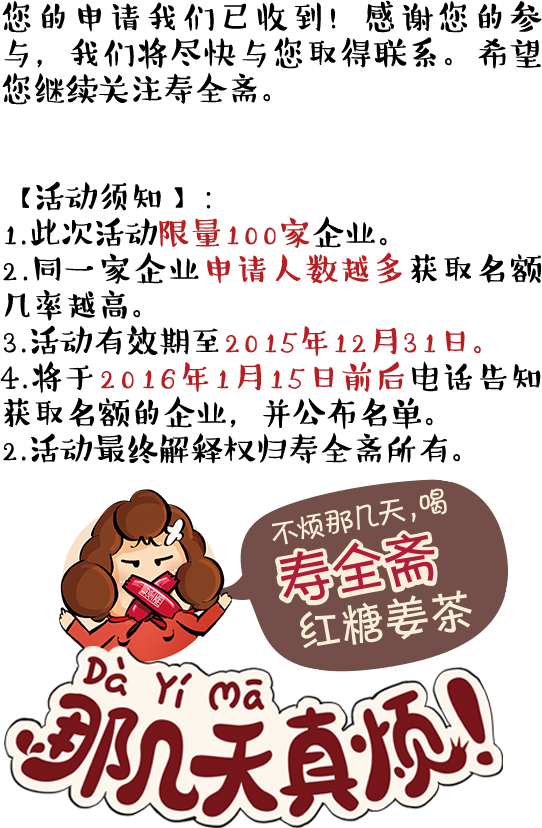 您的申请我们已收到！感谢您的参
与，我们将尽快与您取得联系。希望
您继续关注寿全斋。
【活动须知】：
1.此次活动限量100家企业。
2.同一家企业申请人数越多获取名额
几率越高。
3.活动有效期至2015年12月31日。
4.将于2016年1月15日前后电话告知
获取名额的企业，并公布名单。
2.活动最终解释权归寿全斋所有。
不烦那几天，喝
寿全斋
红糖姜茶
Dà Yí Mā
那几天真烦！